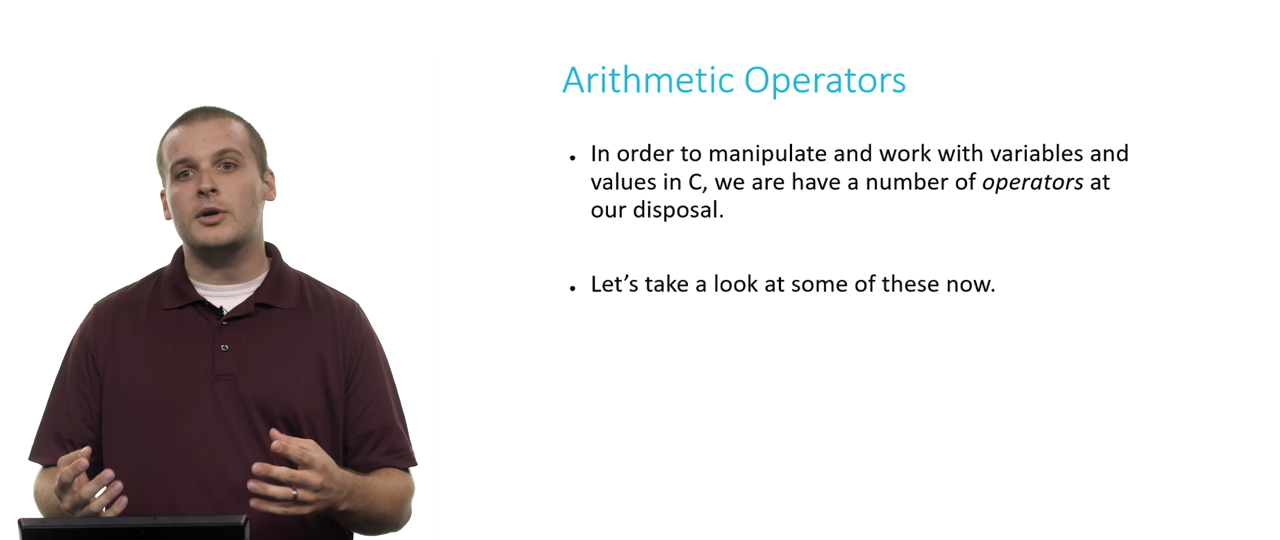 Arithmetic Operators
• In order to manipulate and work with variables and
values in C, we are have a number of operators at
our disposal.
• Let’s take a look at some of these now.